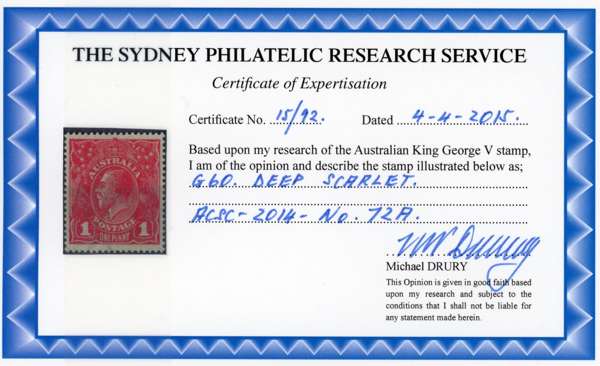 THE SYDNEY PHILATELIC RESEARCH SERVICE
Certificate of Expertisation
Certificate No. 15/92. Dated 4-4-2015.
Based upon my research of the Australian King George V stamp,
I am of the opinion and describe the stamp illustrated below as;
G60. DEEP SCARLET.
ACSC-2014-No. 72A.
Michael DRURY
This Opinion is given in good faith based
upon my research and subject to the
conditions that I shall not be liable for
any statement made herein.
AUSTRALIA
POSTAGE
1 ONE PENNY 1